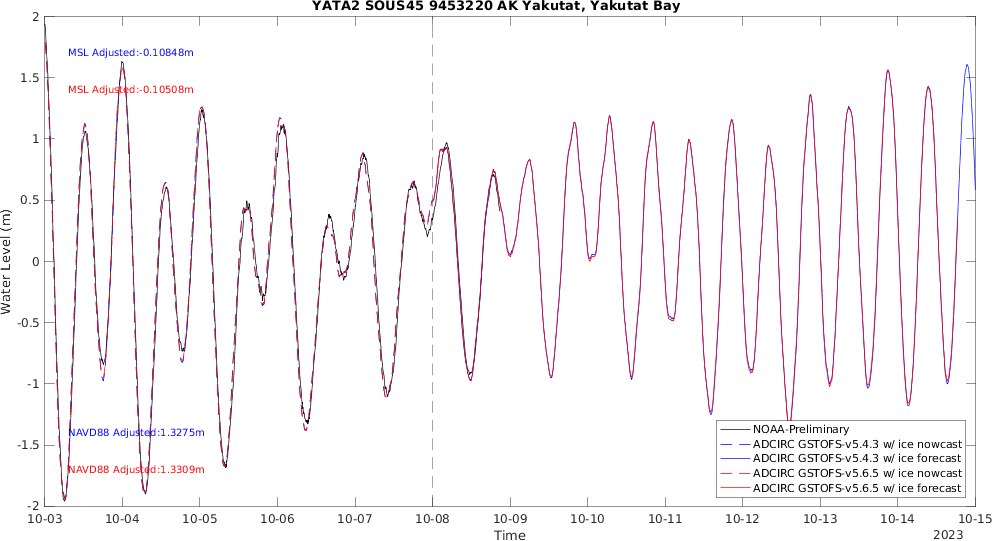 YATA2 SOUS45 9453220 AK Yakutat, Yakutat Bay
2
1.5
1
0.5
0
-0.5
-1
-1.5
-2
Water Level (m)
MSL Adjusted:-0.10848m
MSL Adjusted:-0.10508m
NAVD88 Adjusted:1.3275m
NAVD88 Adjusted:1.3309m
NOAA-Preliminary
ADCIRC GSTOFS-v5.4.3 w/ ice nowcast
ADCIRC GSTOFS-v5.4.3 w/ ice forecast
ADCIRC GSTOFS-v5.6.5 w/ ice nowcast
ADCIRC GSTOFS-v5.6.5 w/ ice forecast
10-03 10-04 10-05 10-06 10-07 10-08 10-09 10-10 10-11 10-12 10-13 10-14 10-15
Time
2023